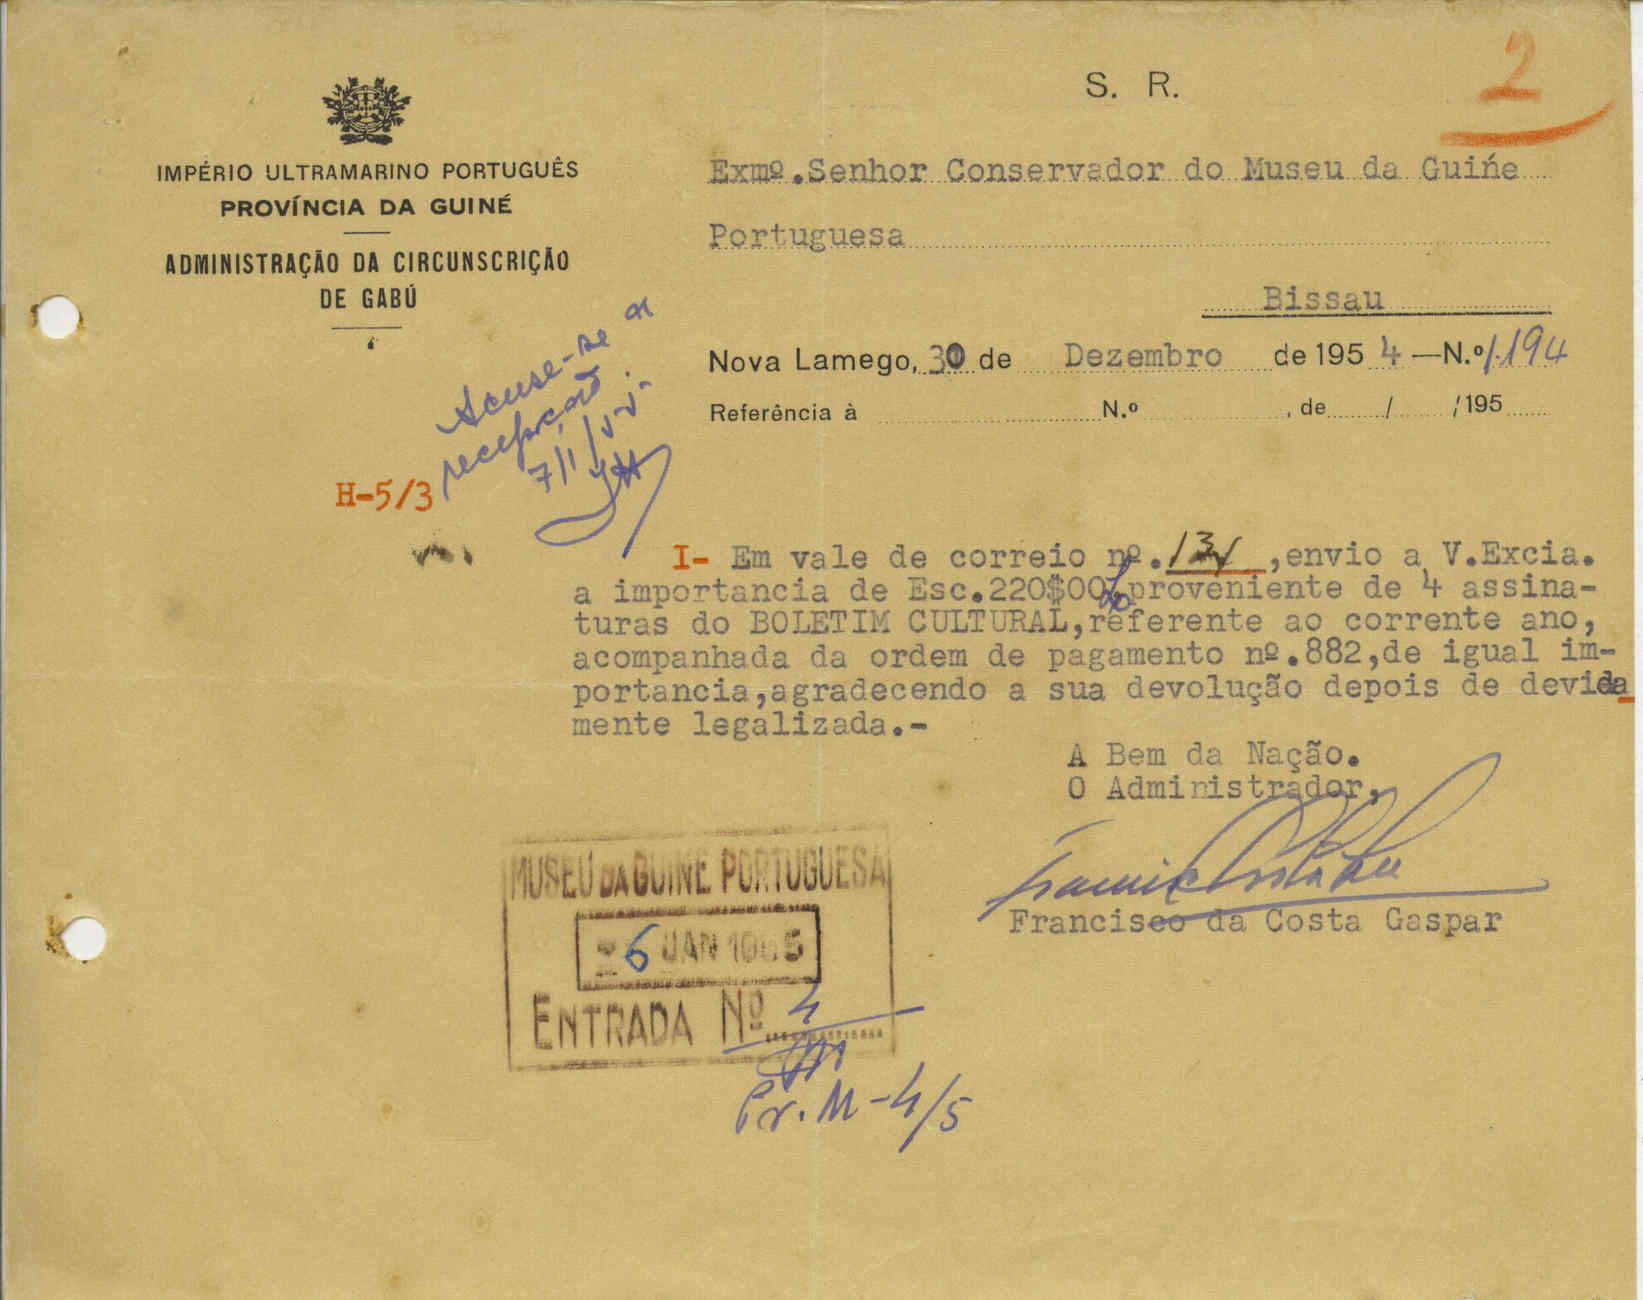 2
S. R.
IMPÉRIO ULTRAMARINO PORTUGUÊS
PROVÍNCIA DA GUINÉ
ADMINISTRAÇÃO DA CIRCUNSCRIÇÃO
DE GABÚ
Exmº.Senhor Conservador do Museu da Guińe
Portuguesa
Bissau
Nova Lamego, 30 de Dezembro de 1954 —N.º 1.194
Referência à N.º , de / /195
Acuse-se a
recepção.
7/1/55
H-5/3
I- Em vale de correio nº.131,envio a V.Excia.
a importancia de Esc.220$00, proveniente de 4 assina-
turas do BOLETIM CULTURAL,referente ao corrente ano,
acompanhada da ordem de pagamento nº.882,de igual im-
portancia,agradecendo a sua devolução depois de devida_
mente legalizada.-
A Bem da Nação.
O Administrador,
Francisco da Costa Gaspar
MUSEU DA GUINÉ PORTUGUESA
6 JAN 1955
ENTRADA Nº 4
Pr. M-4/5